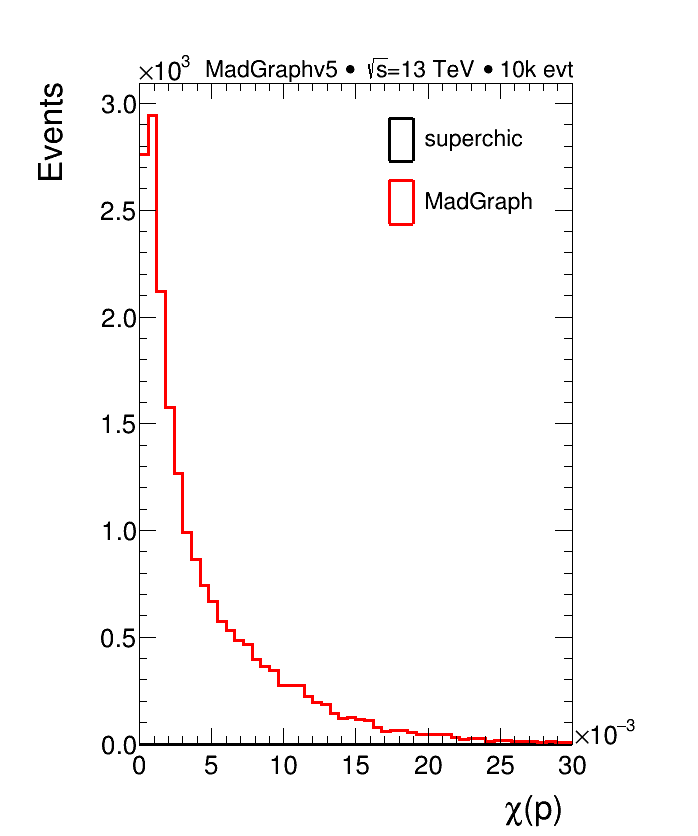 ×10³ MadGraphv5 • √s=13 TeV • 10k evt
Events
3.0
2.5
2.0
1.5
1.0
0.5
0.0
superchic
MadGraph
0 5 10 15 20 25 30
×10⁻³
χ(p)